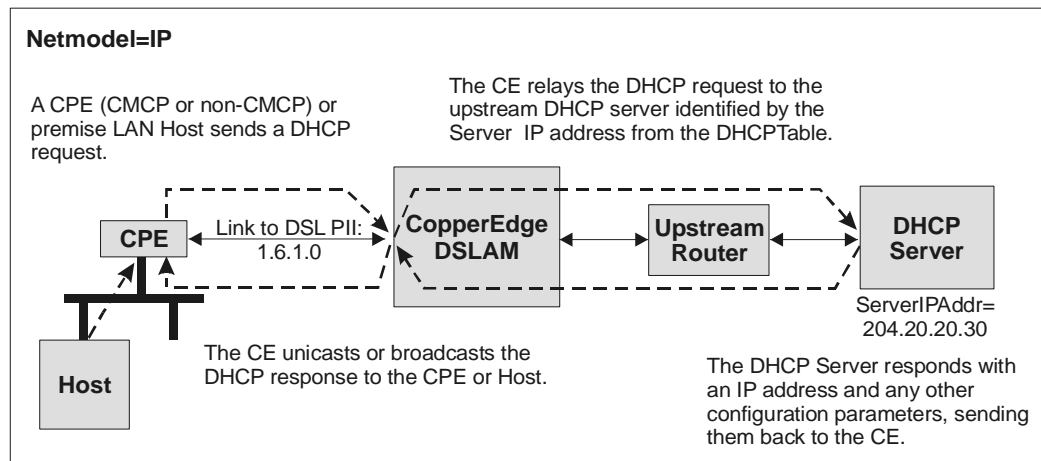 Netmodel=IP
A CPE (CMCP or non-CMCP) or
premise LAN Host sends a DHCP
request.
The CE relays the DHCP request to the
upstream DHCP server identified by the
Server IP address from the DHCPTable.
CPE
Link to DSL PII:
1.6.1.0
CopperEdge
DSLAM
Upstream
Router
DHCP
Server
ServerIPAddr=
204.20.20.30
Host
The CE unicasts or broadcasts the
DHCP response to the CPE or Host.
The DHCP Server responds with
an IP address and any other
configuration parameters, sending
them back to the CE.